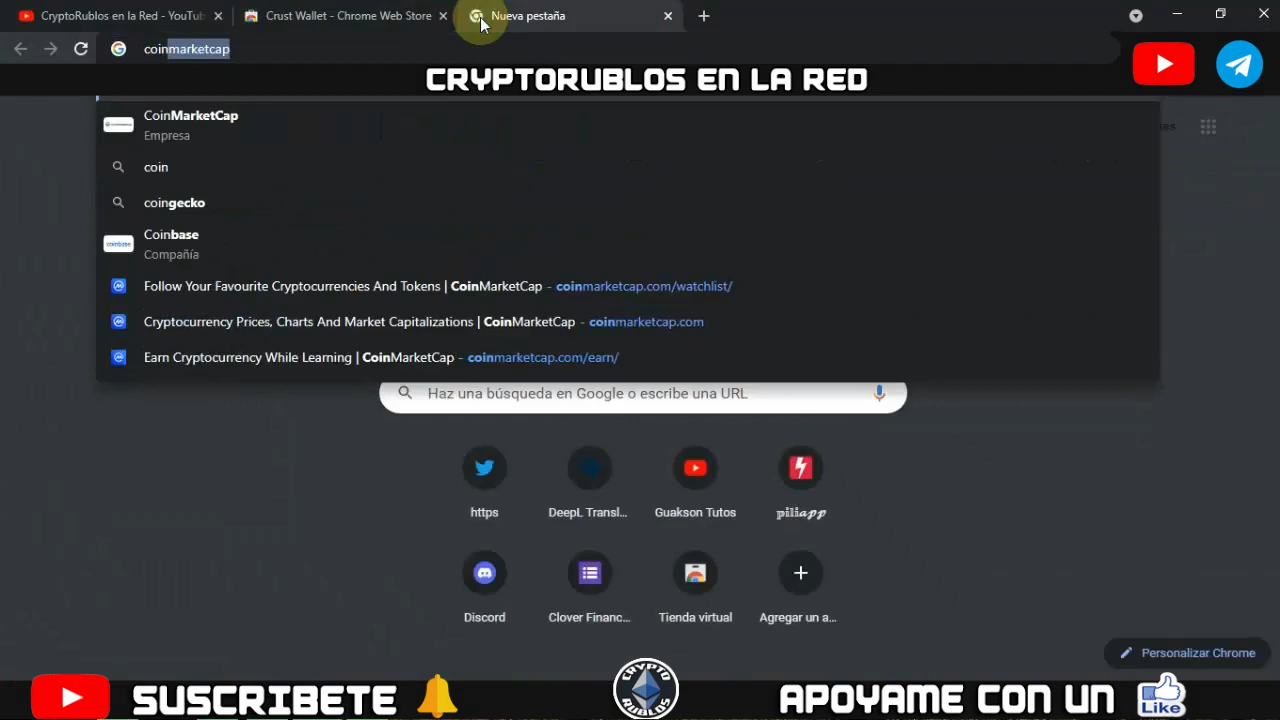 CryptoRublos en la Red - YouTub
Crust Wallet - Chrome Web Store
Nueva pestaña
coinmarketcap
CRYPTORUBLOS EN LA RED
CoinMarketCap
Empresa
coin
coingecko
coinbase
Coinbase
Compañía
Follow Your Favourite Cryptocurrencies And Tokens | CoinMarketCap - coinmarketcap.com/watchlist/
Cryptocurrency Prices, Charts And Market Capitalizations | CoinMarketCap - coinmarketcap.com
Earn Cryptocurrency While Learning | CoinMarketCap - coinmarketcap.com/earn/
Haz una búsqueda en Google o escribe una URL
https
DeepL Transl...
Guakson Tutos
piliapp
Discord
Clover Financ...
Tienda virtual
Agregar un a...
Personalizar Chrome
SUSCRIBETE
CRYPTO
RUBLOS
APOYAME CON UN
Like